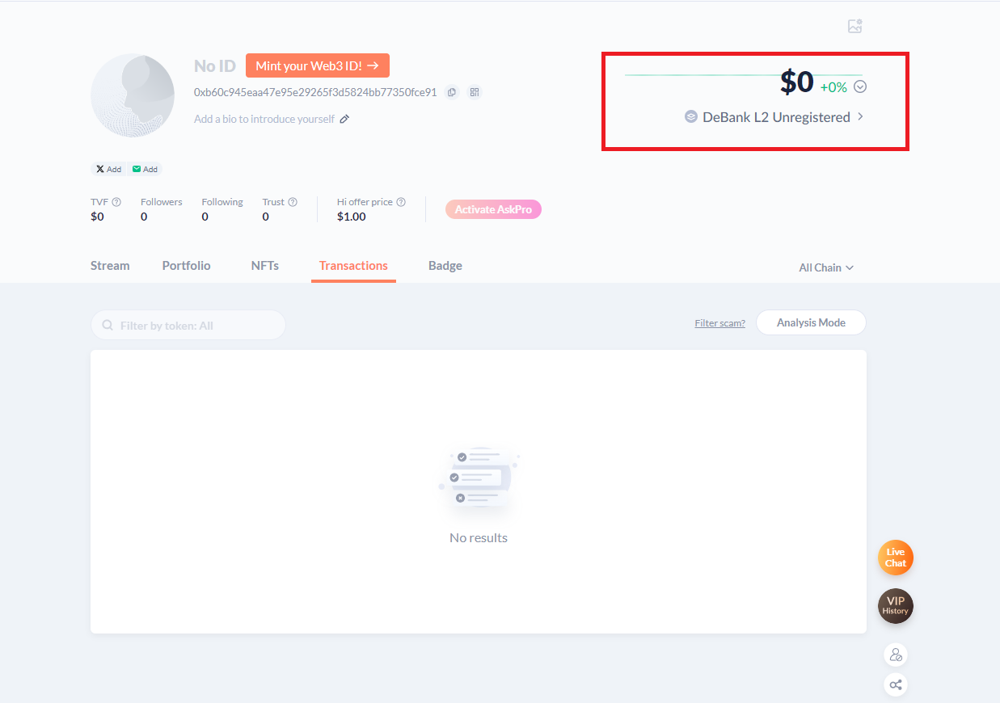 No ID
Mint your Web3 ID! →
0xb60c945eaa47e95e29265f3d5824bb77350fce91
Add a bio to introduce yourself
$0 +0%
DeBank L2 Unregistered
Add Add
TVF Followers Following Trust Hi offer price
$0 0 0 0 $1.00
Activate AskPro
Stream Portfolio NFTs Transactions Badge All Chain
Filter by token: All
Filter scam? Analysis Mode
No results
Live
Chat
VIP
History